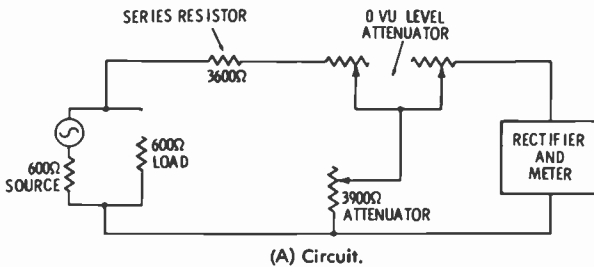 SERIES RESISTOR
0 VU LEVEL
ATTENUATOR
3600Ω
600Ω
SOURCE
600Ω
LOAD
3900Ω
ATTENUATOR
RECTIFIER
AND
METER
(A) Circuit.